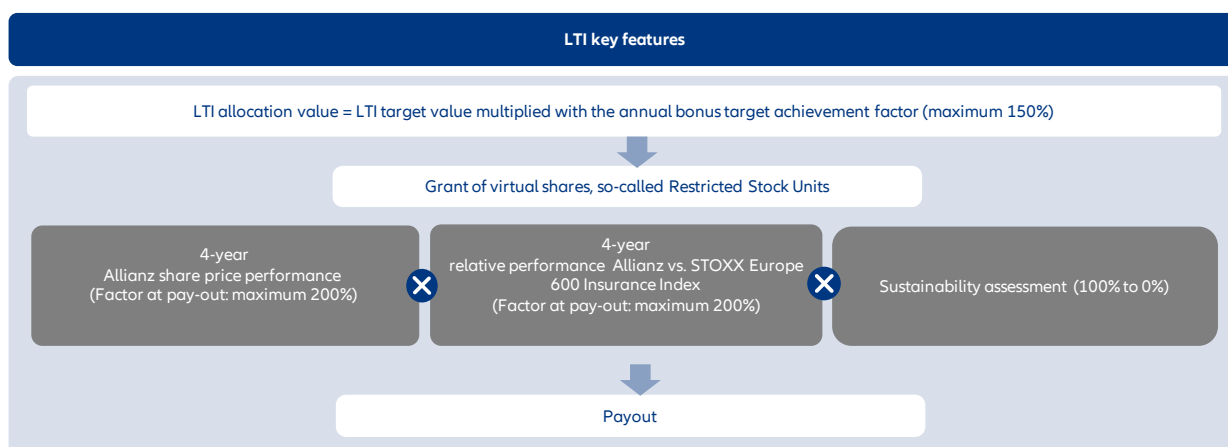 LTI key features
LTI allocation value = LTI target value multiplied with the annual bonus target achievement factor (maximum 150%)
Grant of virtual shares, so-called Restricted Stock Units
4-year
Allianz share price performance
(Factor at pay-out: maximum 200%)
4-year
relative performance Allianz vs. STOXX Europe
600 Insurance Index
(Factor at pay-out: maximum 200%)
Sustainability assessment (100% to 0%)
Payout